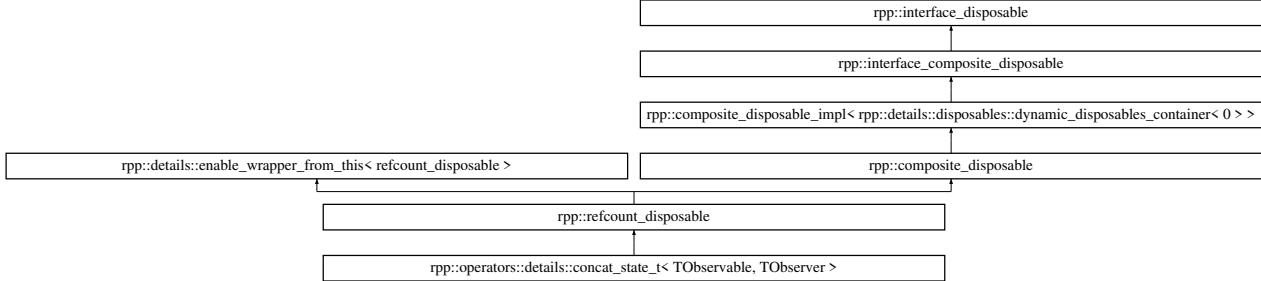 rpp::interface_disposable
rpp::interface_composite_disposable
rpp::composite_disposable_impl< rpp::details::disposables::dynamic_disposables_container< 0 > >
rpp::details::enable_wrapper_from_this< refcount_disposable >
rpp::composite_disposable
rpp::refcount_disposable
rpp::operators::details::concat_state_t< TObservable, TObserver >